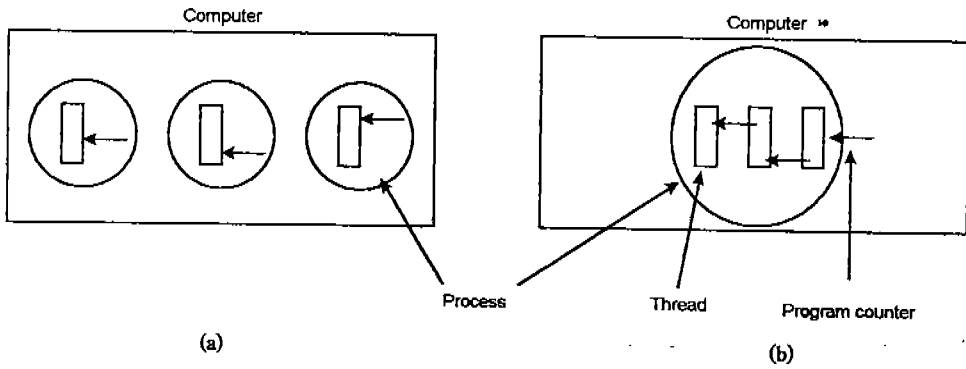 Computer
Computer
Process
Thread
Program counter
(a)
(b)